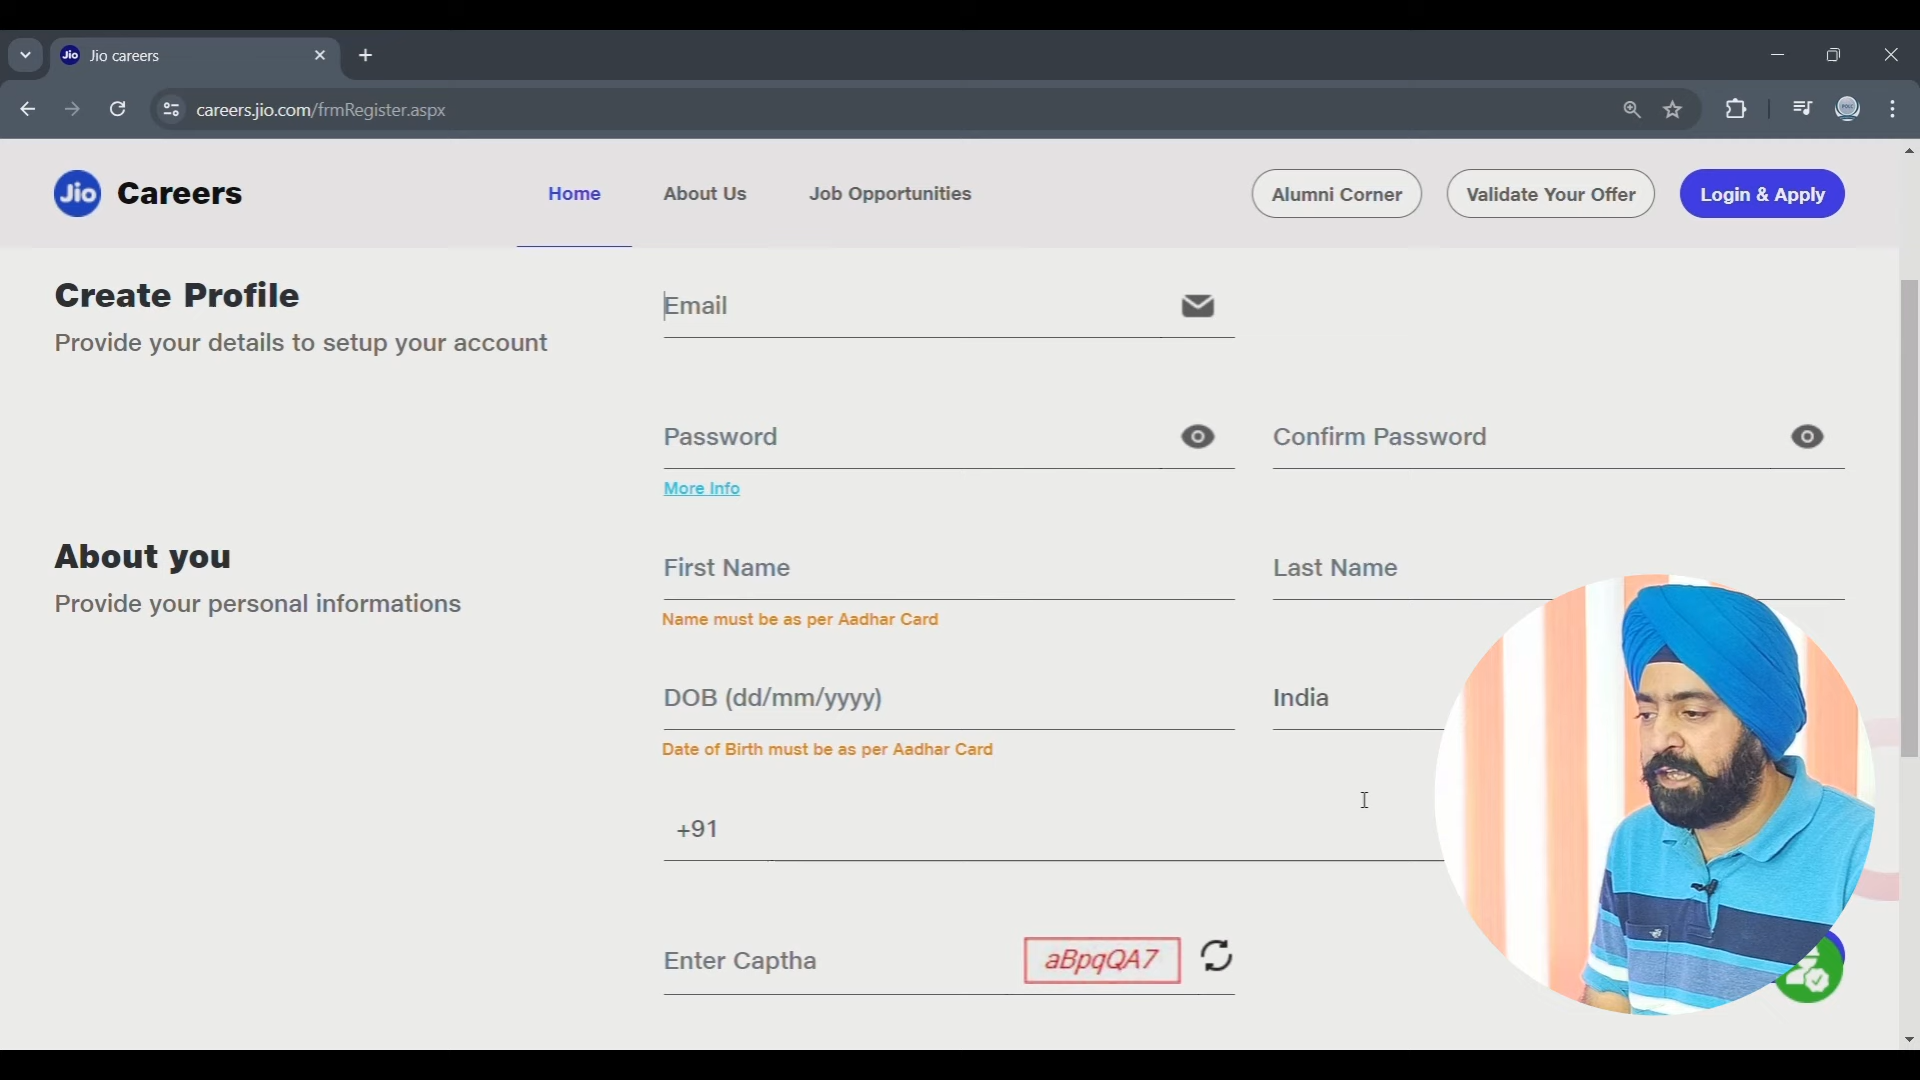 Jio careers
careers.jio.com/frmRegister.aspx
Jio Careers Home About Us Job Opportunities Alumni Corner Validate Your Offer Login & Apply
Create Profile
Provide your details to setup your account
Email
Password Confirm Password
More Info
About you
Provide your personal informations
First Name Last Name
Name must be as per Aadhar Card
DOB (dd/mm/yyyy) India
Date of Birth must be as per Aadhar Card
+91
Enter Captha aBpqQA7